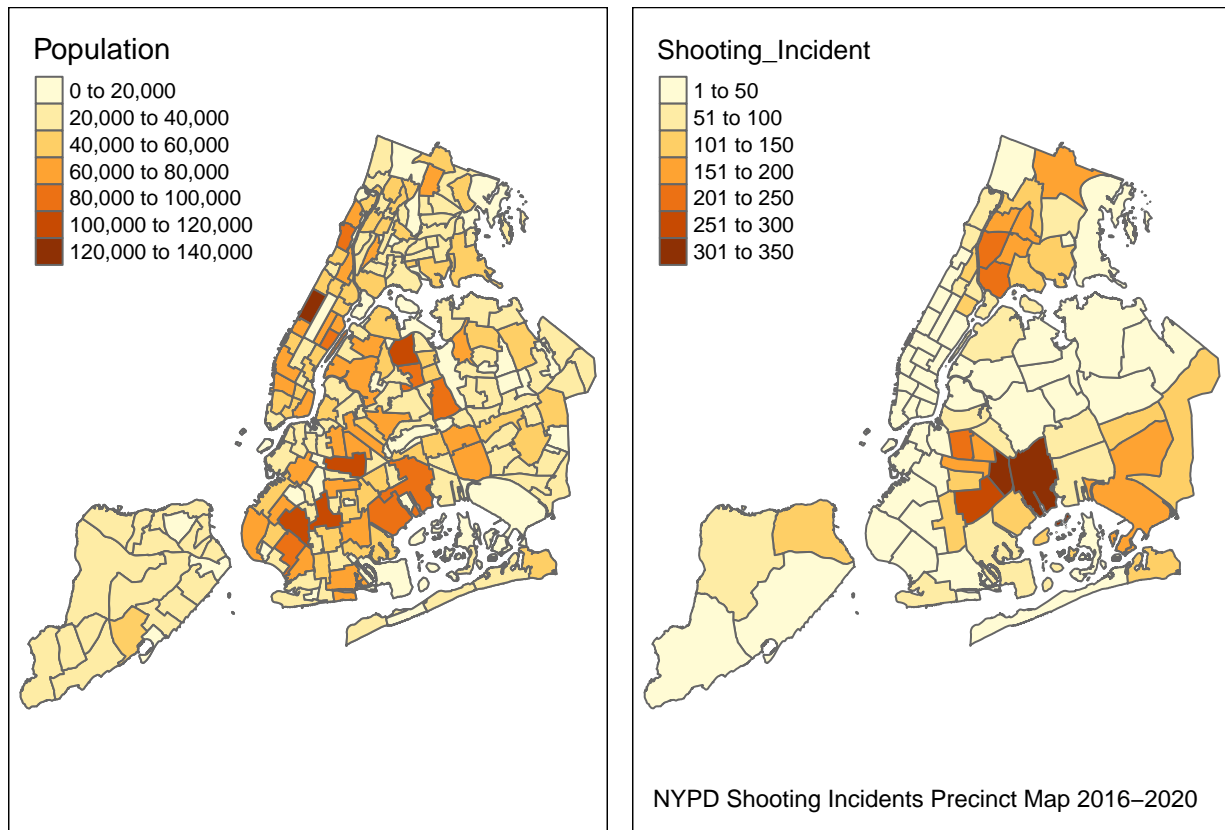 Population
0 to 20,000
20,000 to 40,000
40,000 to 60,000
60,000 to 80,000
80,000 to 100,000
100,000 to 120,000
120,000 to 140,000
Shooting_Incident
1 to 50
51 to 100
101 to 150
151 to 200
201 to 250
251 to 300
301 to 350
NYPD Shooting Incidents Precinct Map 2016−2020